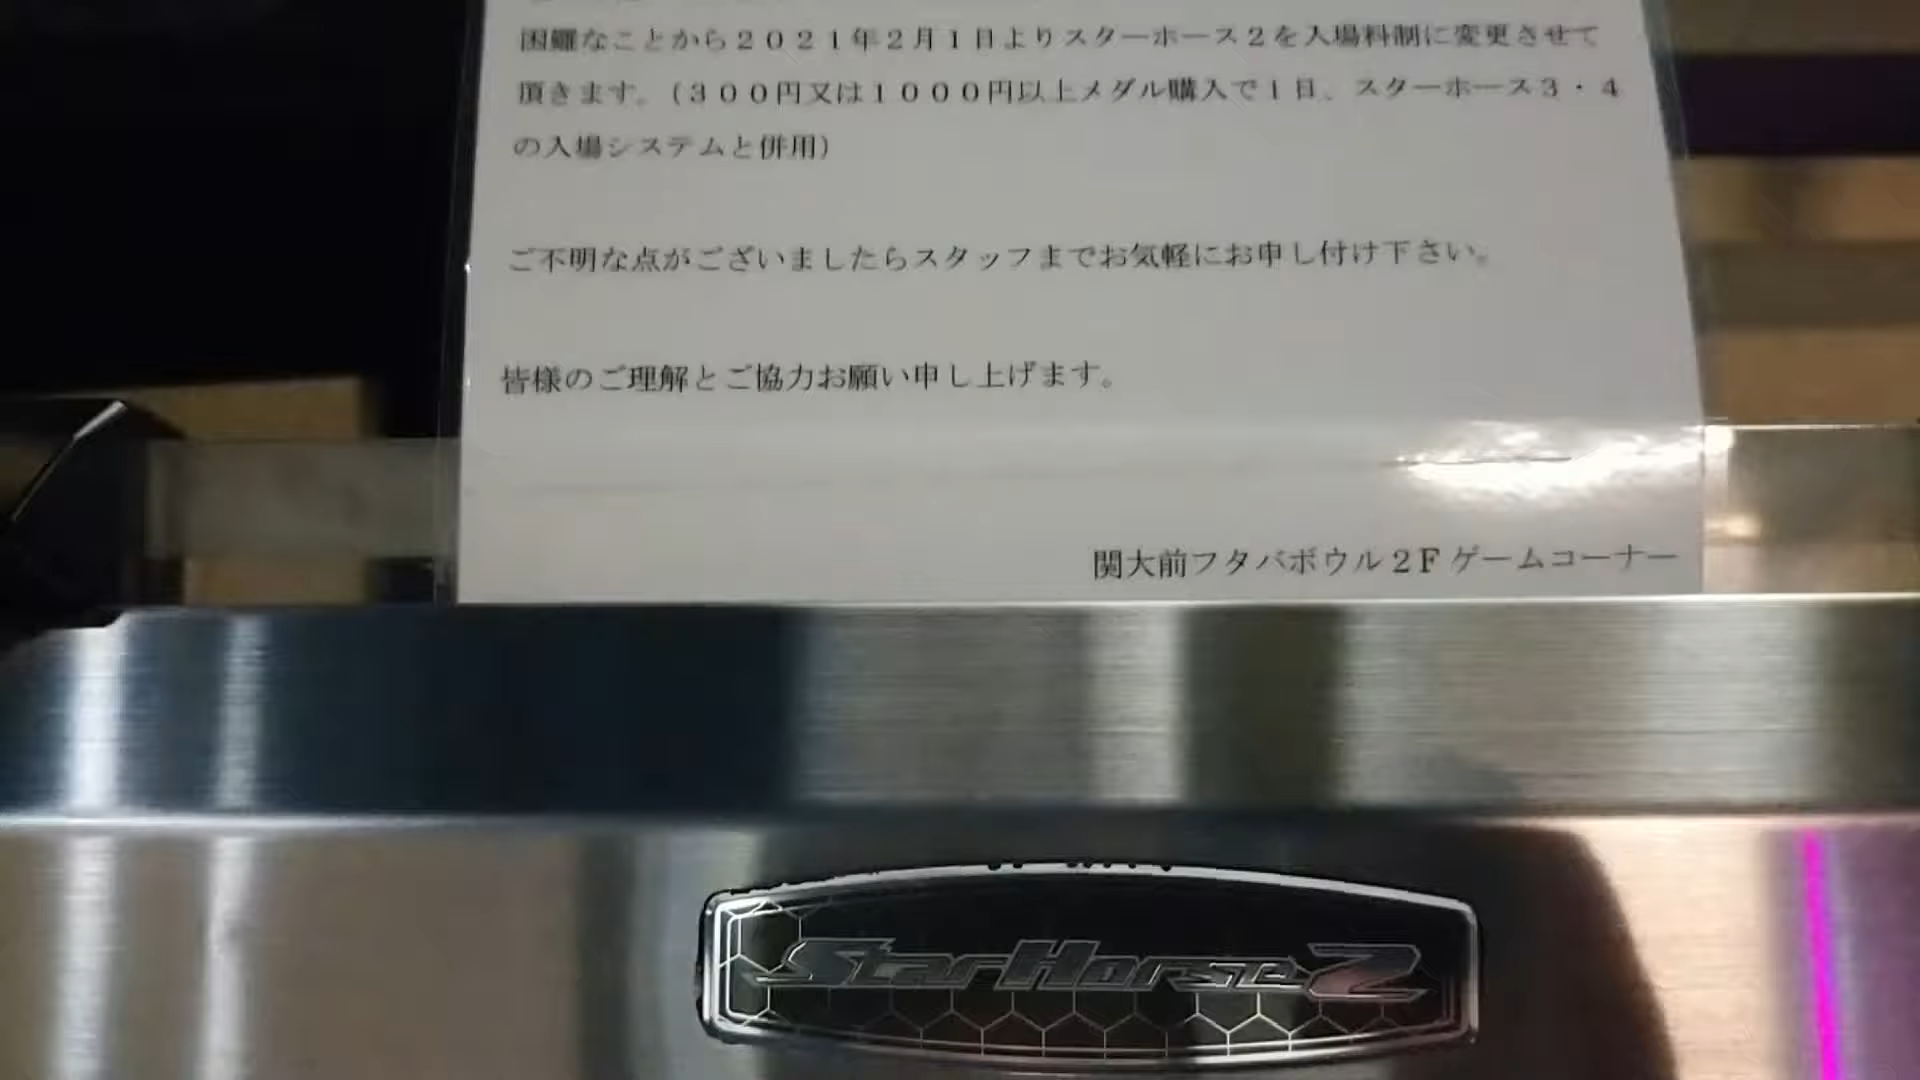 困難なことから２０２１年２月１日よりスターホース２を入場料制に変更させて
頂きます。（３００円又は１０００円以上メダル購入で１日、スターホース３・４
の入場システムと併用）
ご不明な点がございましたらスタッフまでお気軽にお申し付け下さい。
皆様のご理解とご協力お願い申し上げます。
関大前フタバボウル２Ｆゲームコーナー
StarHorse2